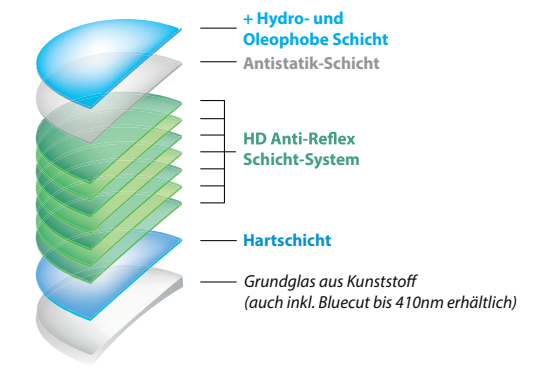 + Hydro- und
Oleophobe Schicht
Antistatik-Schicht
HD Anti-Reflex
Schicht-System
Hartschicht
Grundglas aus Kunststoff
(auch inkl. Bluecut bis 410nm erhältlich)